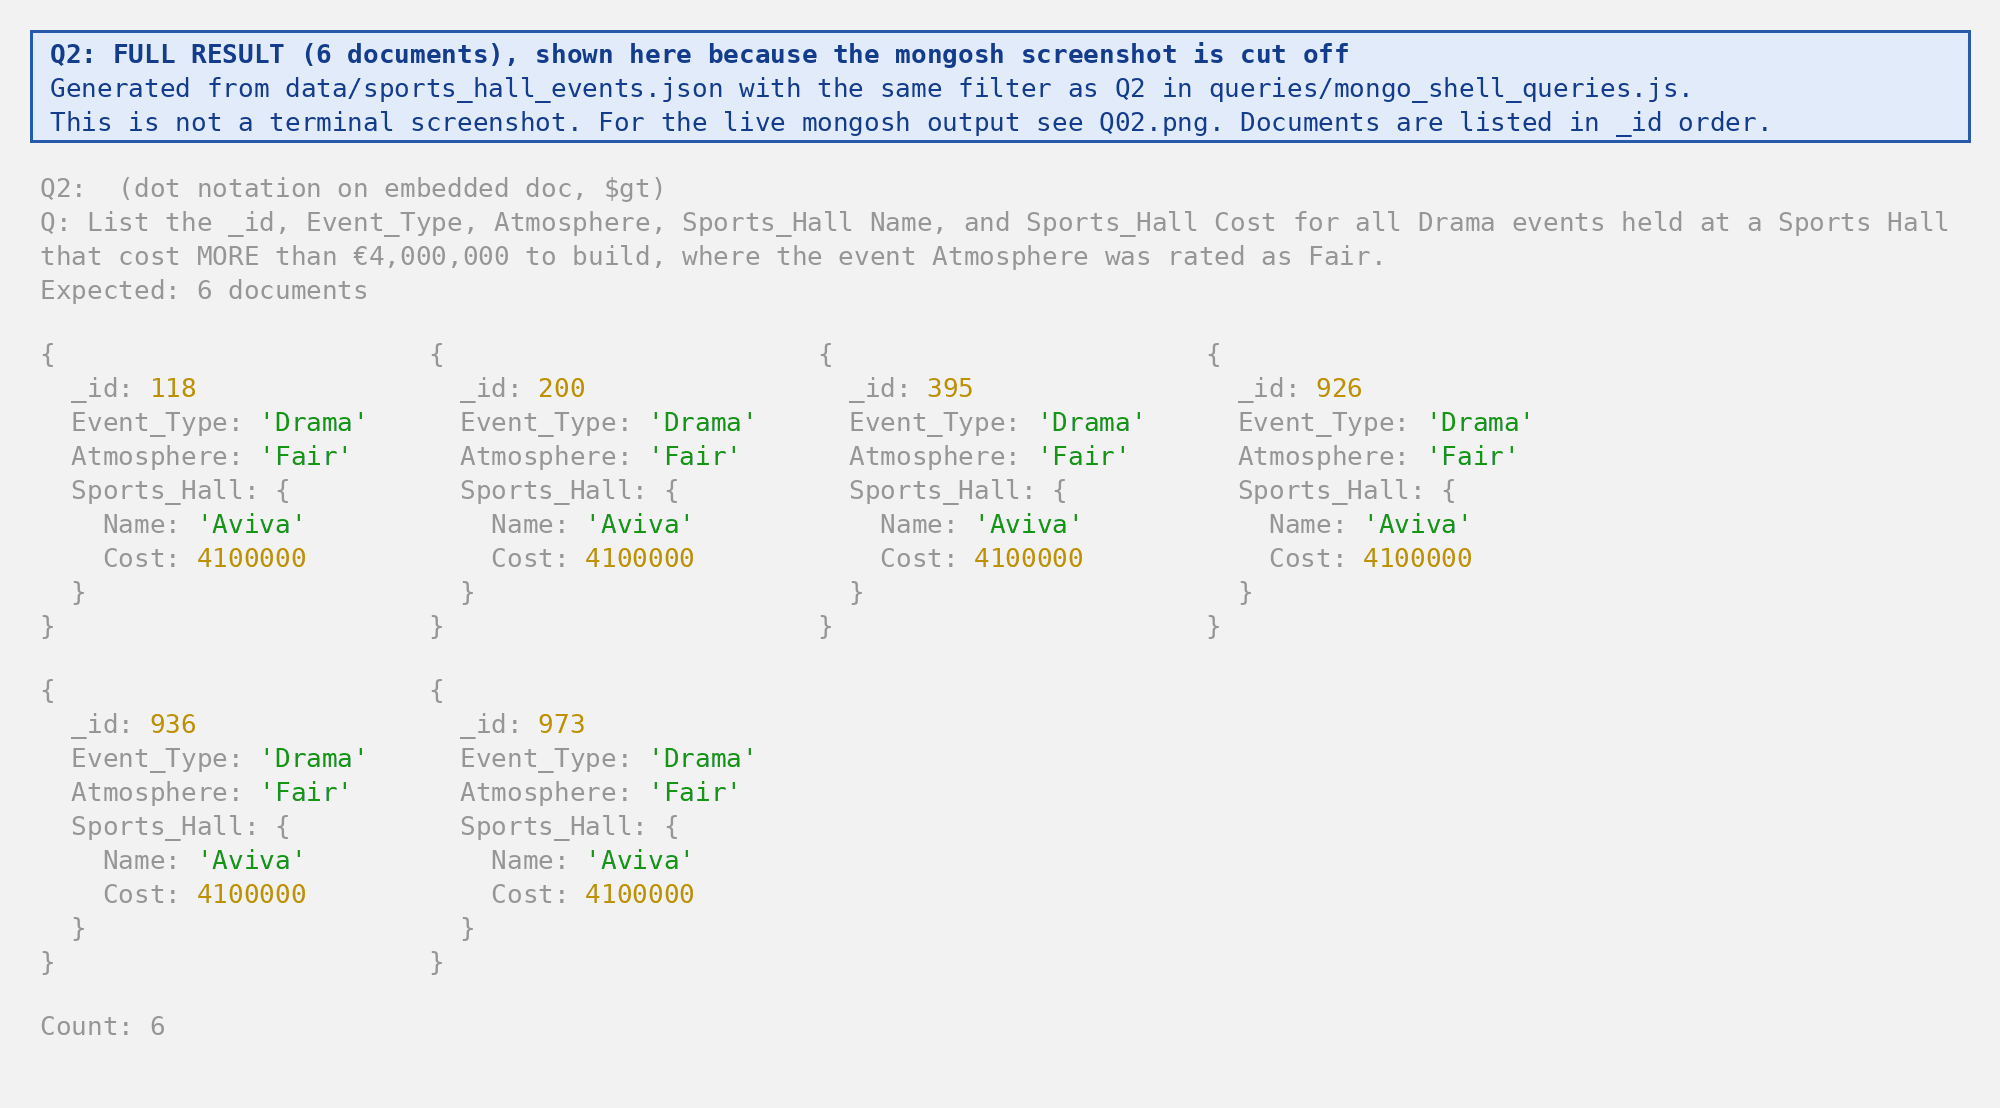 Q2: FULL RESULT (6 documents), shown here because the mongosh screenshot is cut off
Generated from data/sports_hall_events.json with the same filter as Q2 in queries/mongo_shell_queries.js.
This is not a terminal screenshot. For the live mongosh output see Q02.png. Documents are listed in _id order.
Q2:  (dot notation on embedded doc, $gt)
Q: List the _id, Event_Type, Atmosphere, Sports_Hall Name, and Sports_Hall Cost for all Drama events held at a Sports Hall
that cost MORE than €4,000,000 to build, where the event Atmosphere was rated as Fair.
Expected: 6 documents
{
  _id: 118
  Event_Type: 'Drama'
  Atmosphere: 'Fair'
  Sports_Hall: {
    Name: 'Aviva'
    Cost: 4100000
  }
}
{
  _id: 200
  Event_Type: 'Drama'
  Atmosphere: 'Fair'
  Sports_Hall: {
    Name: 'Aviva'
    Cost: 4100000
  }
}
{
  _id: 395
  Event_Type: 'Drama'
  Atmosphere: 'Fair'
  Sports_Hall: {
    Name: 'Aviva'
    Cost: 4100000
  }
}
{
  _id: 926
  Event_Type: 'Drama'
  Atmosphere: 'Fair'
  Sports_Hall: {
    Name: 'Aviva'
    Cost: 4100000
  }
}
{
  _id: 936
  Event_Type: 'Drama'
  Atmosphere: 'Fair'
  Sports_Hall: {
    Name: 'Aviva'
    Cost: 4100000
  }
}
{
  _id: 973
  Event_Type: 'Drama'
  Atmosphere: 'Fair'
  Sports_Hall: {
    Name: 'Aviva'
    Cost: 4100000
  }
}
Count: 6